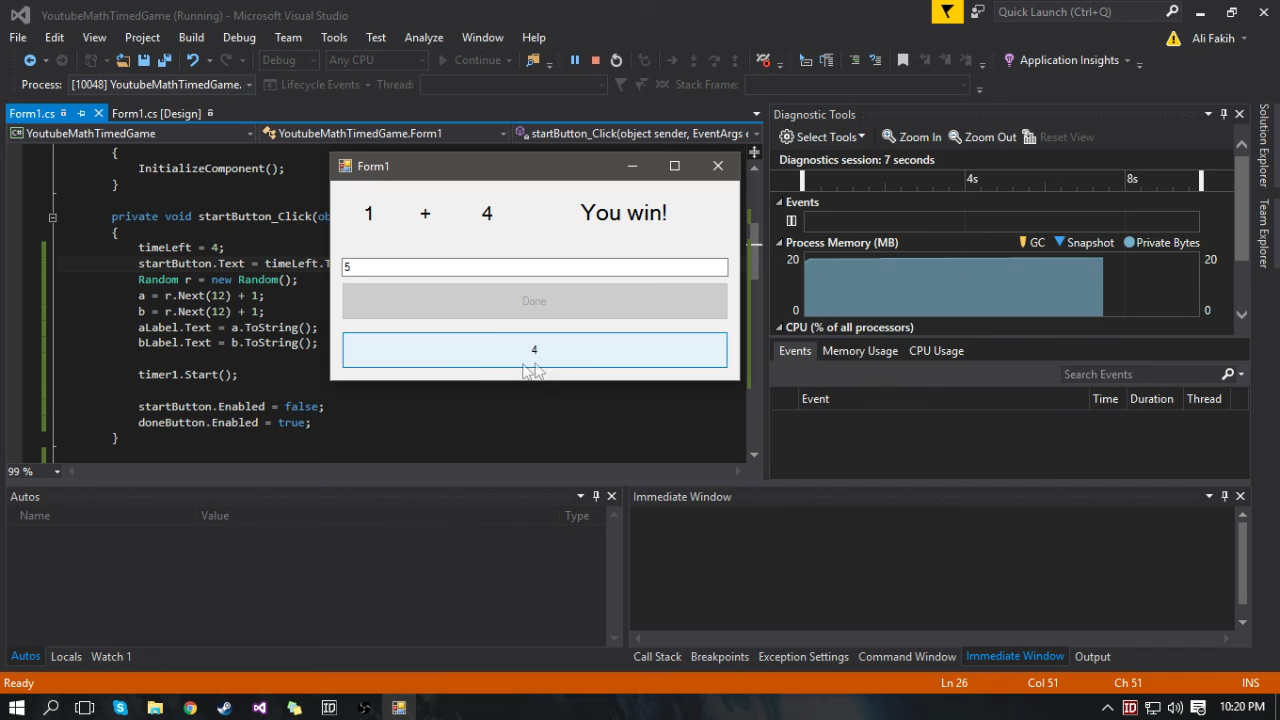 YoutubeMathTimedGame (Running) - Microsoft Visual Studio
Quick Launch (Ctrl+Q)
File Edit View Project Build Debug Team Tools Test Analyze Window Help
Ali Fakih
Debug Any CPU Continue Application Insights
Process: [10048] YoutubeMathTimedGame. Lifecycle Events Thread: Stack Frame:
Form1.cs Form1.cs [Design]
YoutubeMathTimedGame YoutubeMathTimedGame.Form1 startButton_Click(object sender, EventArgs e
{
InitializeComponent();
}
private void startButton_Click(
{
timeLeft = 4;
startButton.Text = timeLeft.
Random r = new Random();
a = r.Next(12) + 1;
b = r.Next(12) + 1;
aLabel.Text = a.ToString();
bLabel.Text = b.ToString();
timer1.Start();
startButton.Enabled = false;
doneButton.Enabled = true;
}
99 %
Form1
1 + 4 You win!
5
Done
4
Diagnostic Tools
Select Tools Zoom In Zoom Out Reset View
Diagnostics session: 7 seconds
4s 8s
Events
Process Memory (MB) GC Snapshot Private Bytes
20 20
0 0
CPU (% of all processors)
Events Memory Usage CPU Usage
Search Events
Event Time Duration Thread
Solution Explorer
Team Explorer
Autos
Name Value Type
Immediate Window
Autos Locals Watch 1
Call Stack Breakpoints Exception Settings Command Window Immediate Window Output
Ready Ln 26 Col 51 Ch 51 INS
10:20 PM